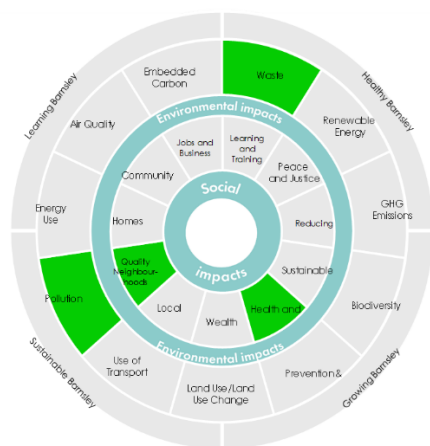 Learning Barnsley
Healthy Barnsley
Growing Barnsley
Sustainable Barnsley
Environmental impacts
Embedded
Carbon
Waste
Renewable
Energy
GHG
Emissions
Biodiversity
Prevention &
Land Use/Land
Use Change
Use of
Transport
Pollution
Energy
Use
Air Quality
Environmental impacts
Social
impacts
Jobs and
Business
Learning
and
Training
Peace
and Justice
Reducing
Sustainable
Health and
Wealth
Local
Quality
Neighbour-
hoods
Homes
Community